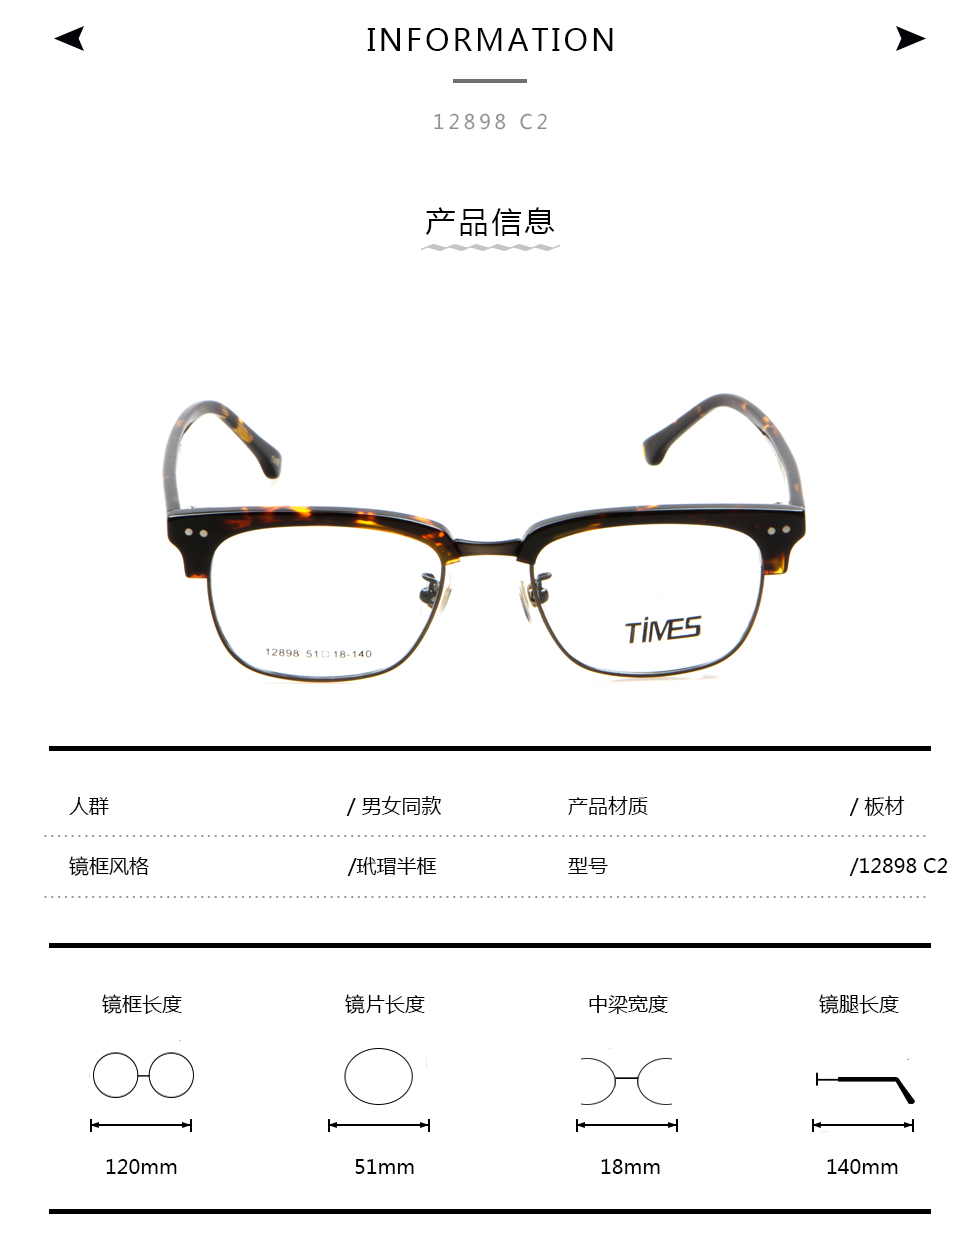 INFORMATION
12898 C2
产品信息
TiMES
12898 51□18-140
人群 / 男女同款 产品材质 / 板材
镜框风格 /玳瑁半框 型号 /12898 C2
镜框长度 镜片长度 中梁宽度 镜腿长度
120mm 51mm 18mm 140mm